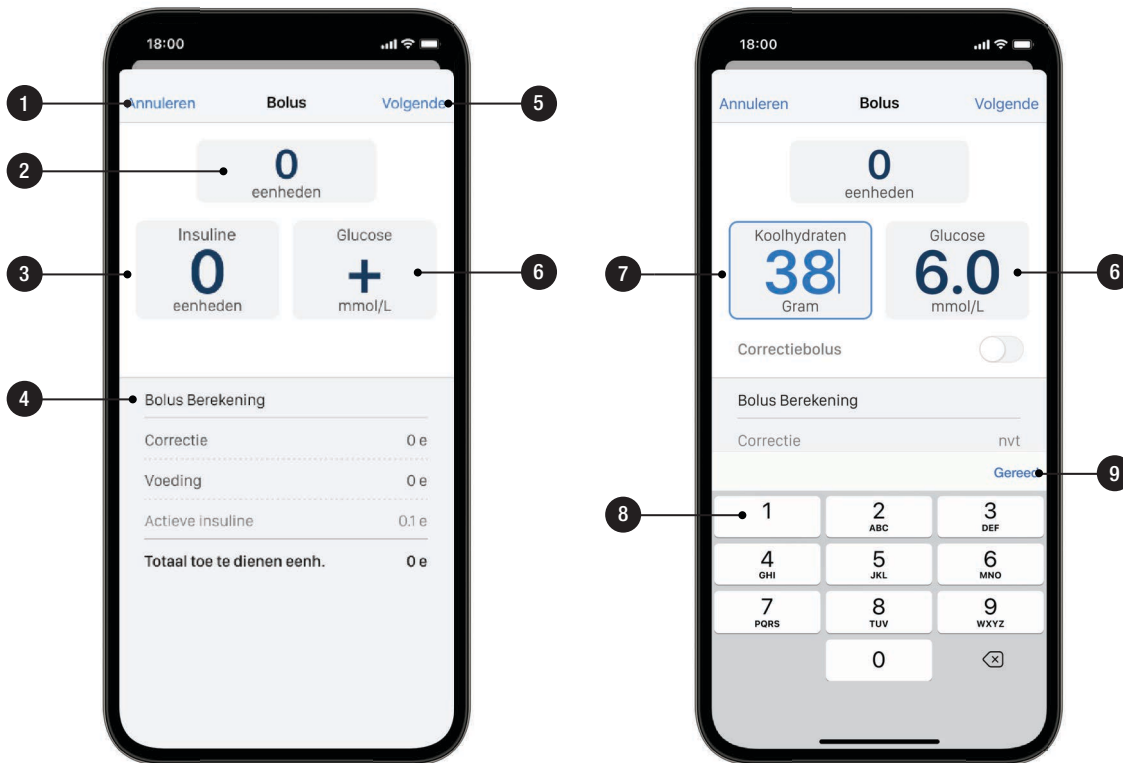 18:00
1
Annuleren
Bolus
Volgende
5
2
0
eenheden
3
Insuline
0
eenheden
Glucose
+
mmol/L
6
4
Bolus Berekening
Correctie 0 e
Voeding 0 e
Actieve insuline 0.1 e
Totaal toe te dienen eenh. 0 e
18:00
Annuleren
Bolus
Volgende
0
eenheden
7
Koolhydraten
38
Gram
Glucose
6.0
mmol/L
6
Correctiebolus
Bolus Berekening
Correctie nvt
Gereed
9
8
1
2
ABC
3
DEF
4
GHI
5
JKL
6
MNO
7
PQRS
8
TUV
9
WXYZ
0